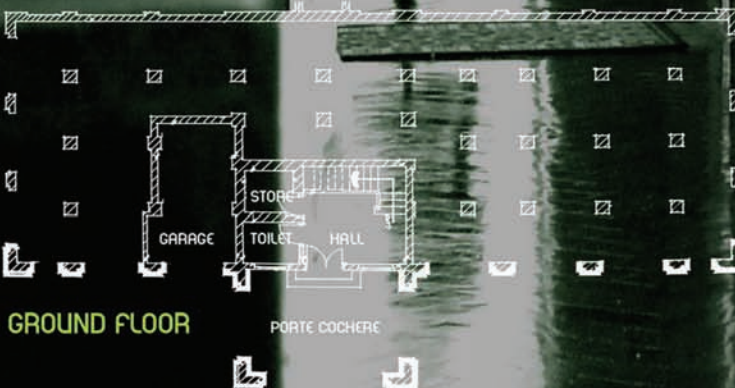 STORE
GARAGE
TOILET
HALL
GROUND FLOOR
PORTE COCHERE